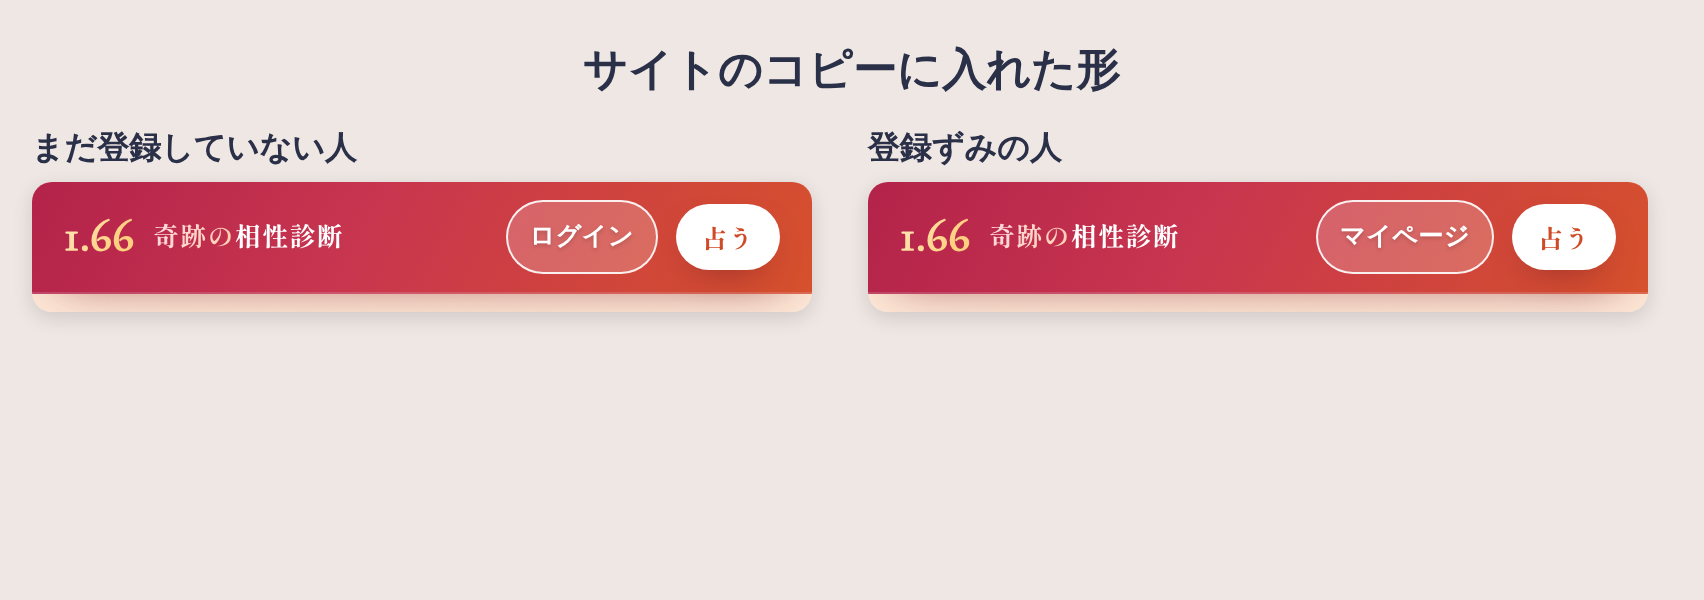 サイトのコピーに入れた形
まだ登録していない人
1.66 奇跡の相性診断 ログイン 占う
登録ずみの人
1.66 奇跡の相性診断 マイページ 占う